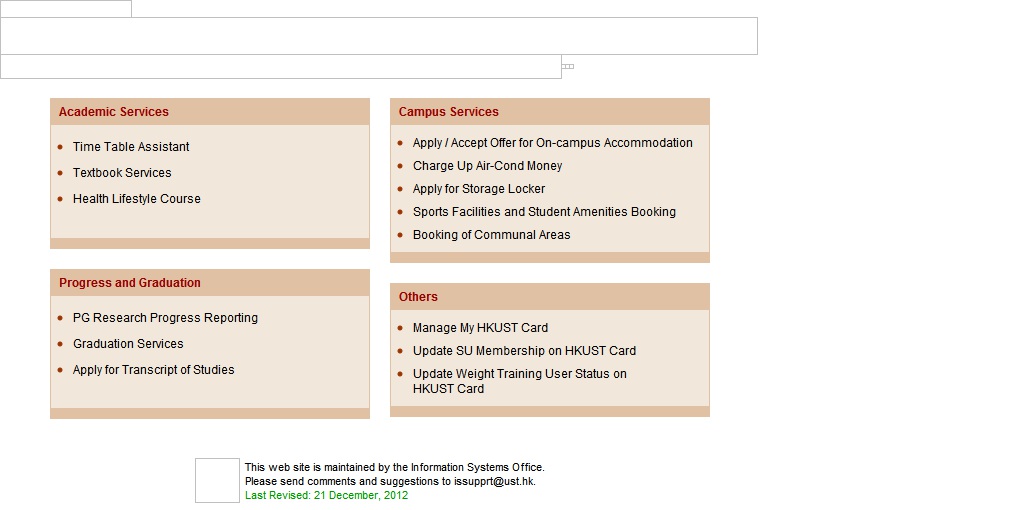 Academic Services
Time Table Assistant
Textbook Services
Health Lifestyle Course
Progress and Graduation
PG Research Progress Reporting
Graduation Services
Apply for Transcript of Studies
Campus Services
Apply / Accept Offer for On-campus Accommodation
Charge Up Air-Cond Money
Apply for Storage Locker
Sports Facilities and Student Amenities Booking
Booking of Communal Areas
Others
Manage My HKUST Card
Update SU Membership on HKUST Card
Update Weight Training User Status on
HKUST Card
This web site is maintained by the Information Systems Office.
Please send comments and suggestions to issupprt@ust.hk.
Last Revised: 21 December, 2012